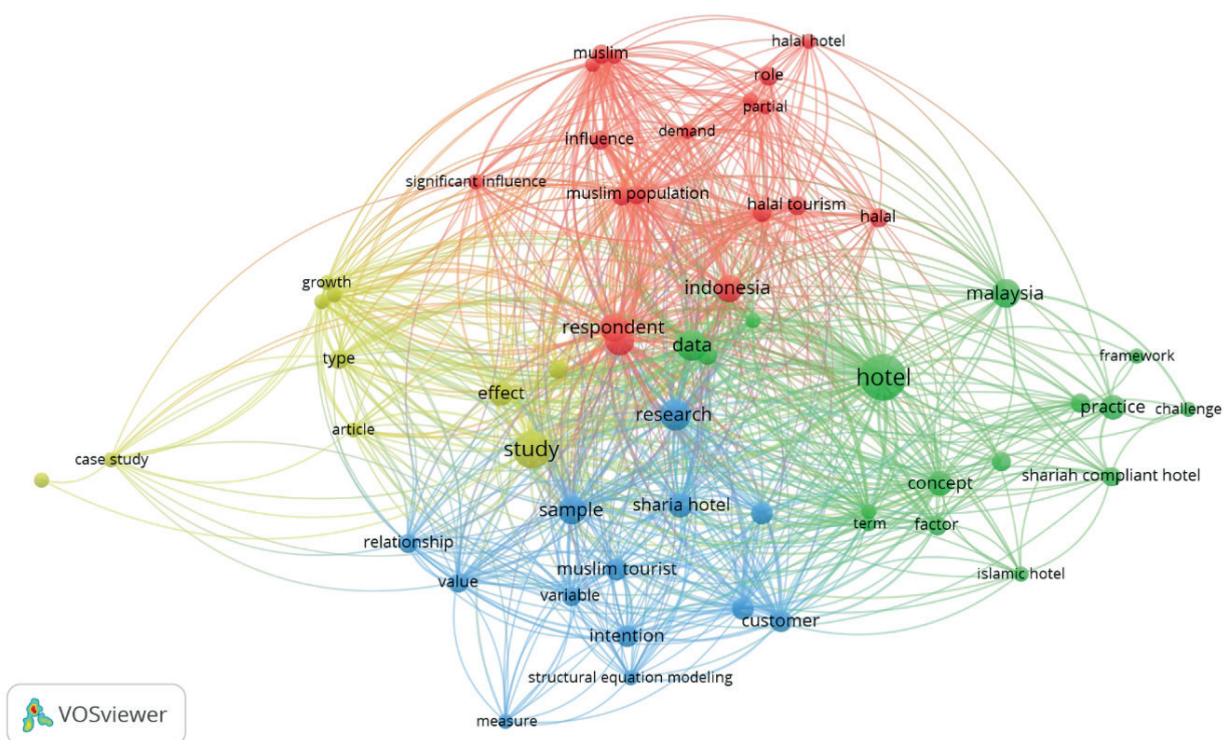 halal hotel
muslim
role
partial
demand
influence
significant influence
muslim population
halal tourism
halal
growth
indonesia
malaysia
respondent
data
type
framework
hotel
effect
practice
challenge
research
article
study
case study
shariah compliant hotel
concept
sharia hotel
sample
term
factor
relationship
muslim tourist
islamic hotel
value
variable
customer
intention
structural equation modeling
VOSviewer
measure